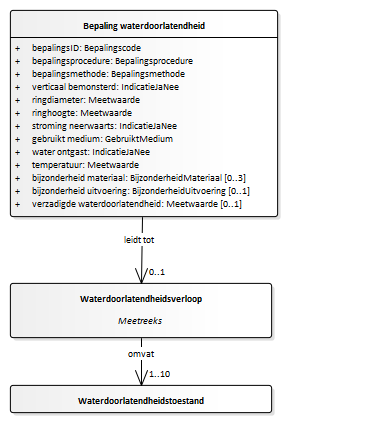 Bepaling waterdoorlatendheid
+ bepalingsID: Bepalingscode
+ bepalingsprocedure: Bepalingsprocedure
+ bepalingsmethode: Bepalingsmethode
+ verticaal bemonsterd: IndicatieJaNee
+ ringdiameter: Meetwaarde
+ ringhoogte: Meetwaarde
+ stroming neerwaarts: IndicatieJaNee
+ gebruikt medium: GebruiktMedium
+ water ontgast: IndicatieJaNee
+ temperatuur: Meetwaarde
+ bijzonderheid materiaal: BijzonderheidMateriaal [0..3]
+ bijzonderheid uitvoering: BijzonderheidUitvoering [0..1]
+ verzadigde waterdoorlatendheid: Meetwaarde [0..1]
leidt tot
0..1
Waterdoorlatendheidsverloop
Meetreeks
omvat
1..10
Waterdoorlatendheidstoestand